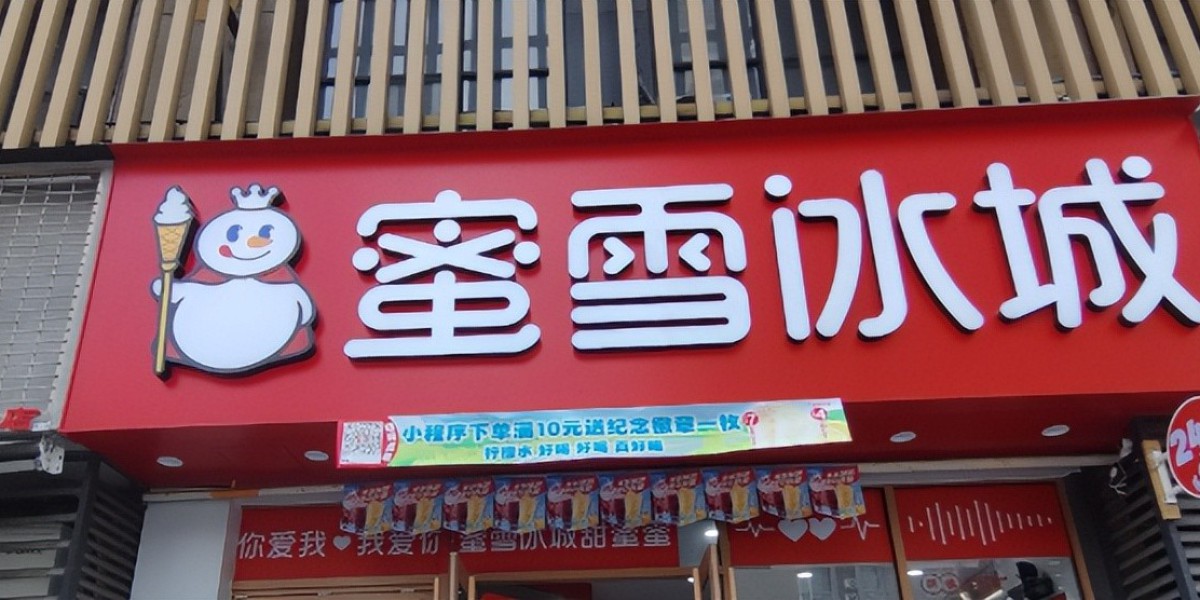 蜜雪冰城
小程序下单满10元送纪念徽章一枚
柠檬水 好喝 好喝 真好喝
你爱我 我爱你 蜜雪冰城甜蜜蜜